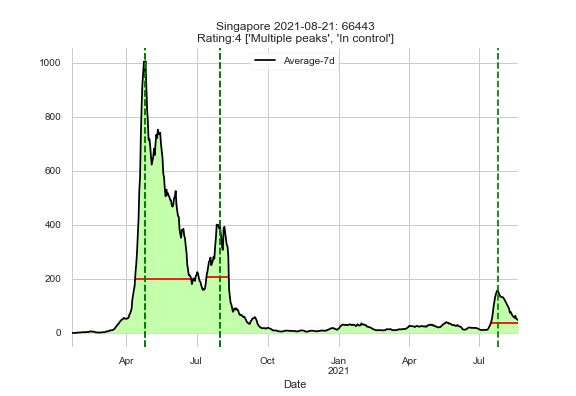 Singapore 2021-08-21: 66443
Rating:4 ['Multiple peaks', 'In control']
Average-7d
1000
800
600
400
200
0
Apr
Jul
Oct
Jan
2021
Apr
Jul
Date